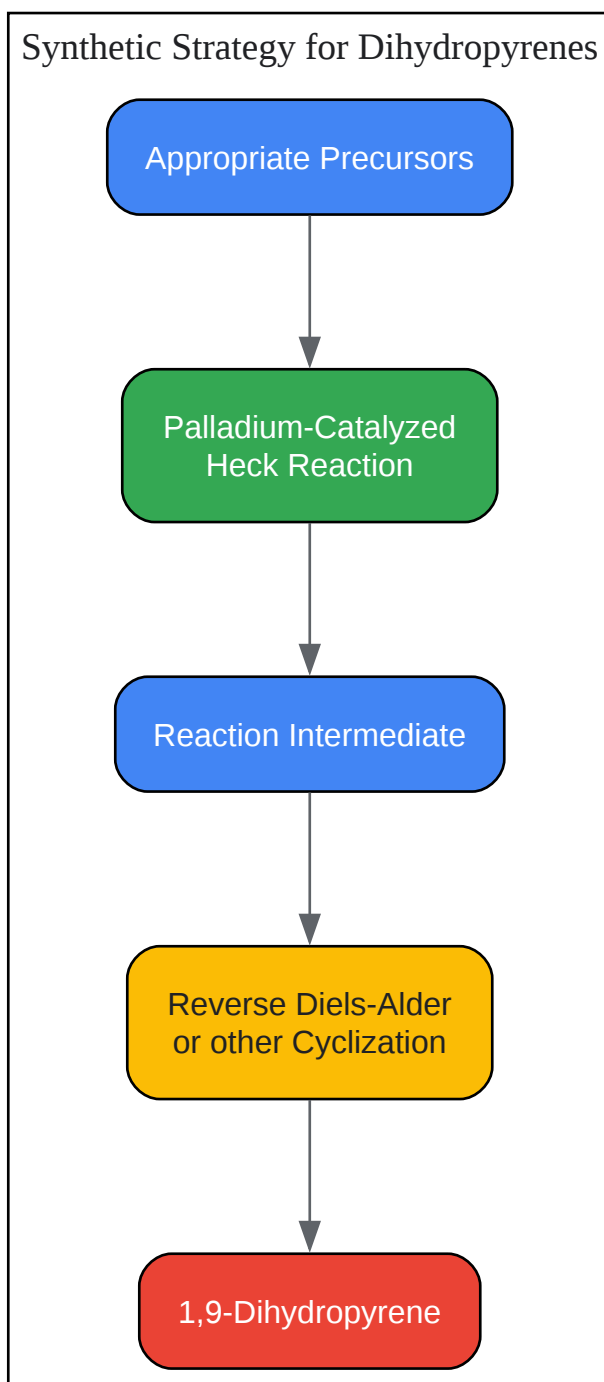 Synthetic Strategy for Dihydropyrenes
Appropriate Precursors
Palladium-Catalyzed
Heck Reaction
Reaction Intermediate
Reverse Diels-Alder
or other Cyclization
1,9-Dihydropyrene